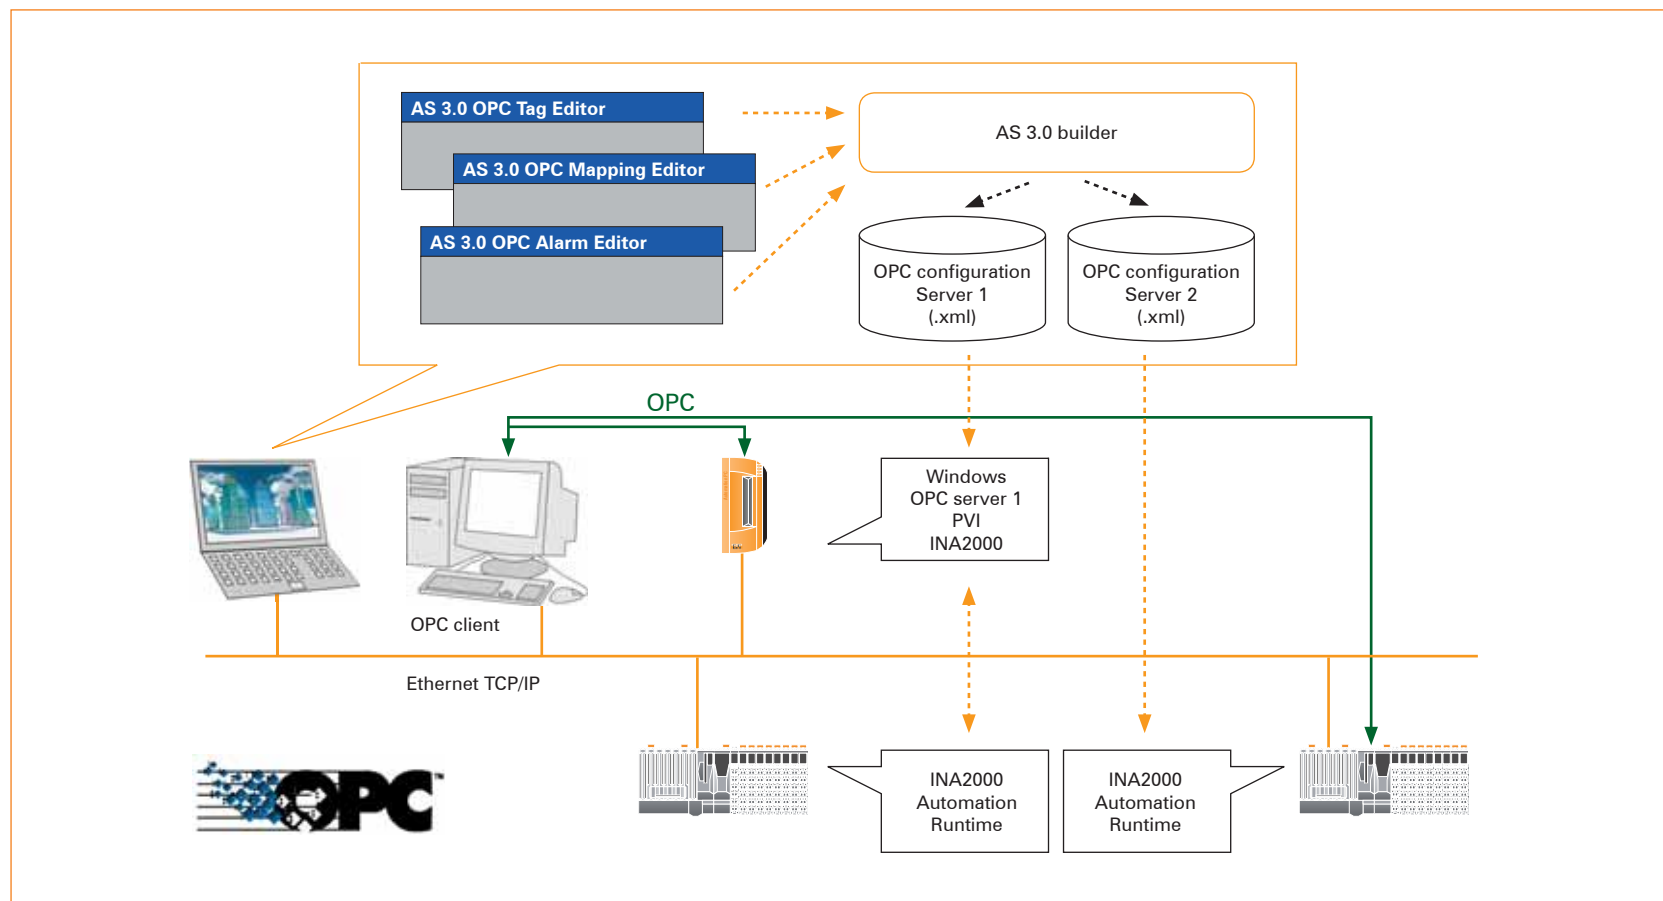 AS 3.0 OPC Tag Editor
AS 3.0 builder
AS 3.0 OPC Mapping Editor
AS 3.0 OPC Alarm Editor
OPC configuration
Server 1
(.xml)
OPC configuration
Server 2
(.xml)
OPC
Windows
OPC server 1
PVI
INA2000
OPC client
Ethernet TCP/IP
OPC™
INA2000
Automation
Runtime
INA2000
Automation
Runtime